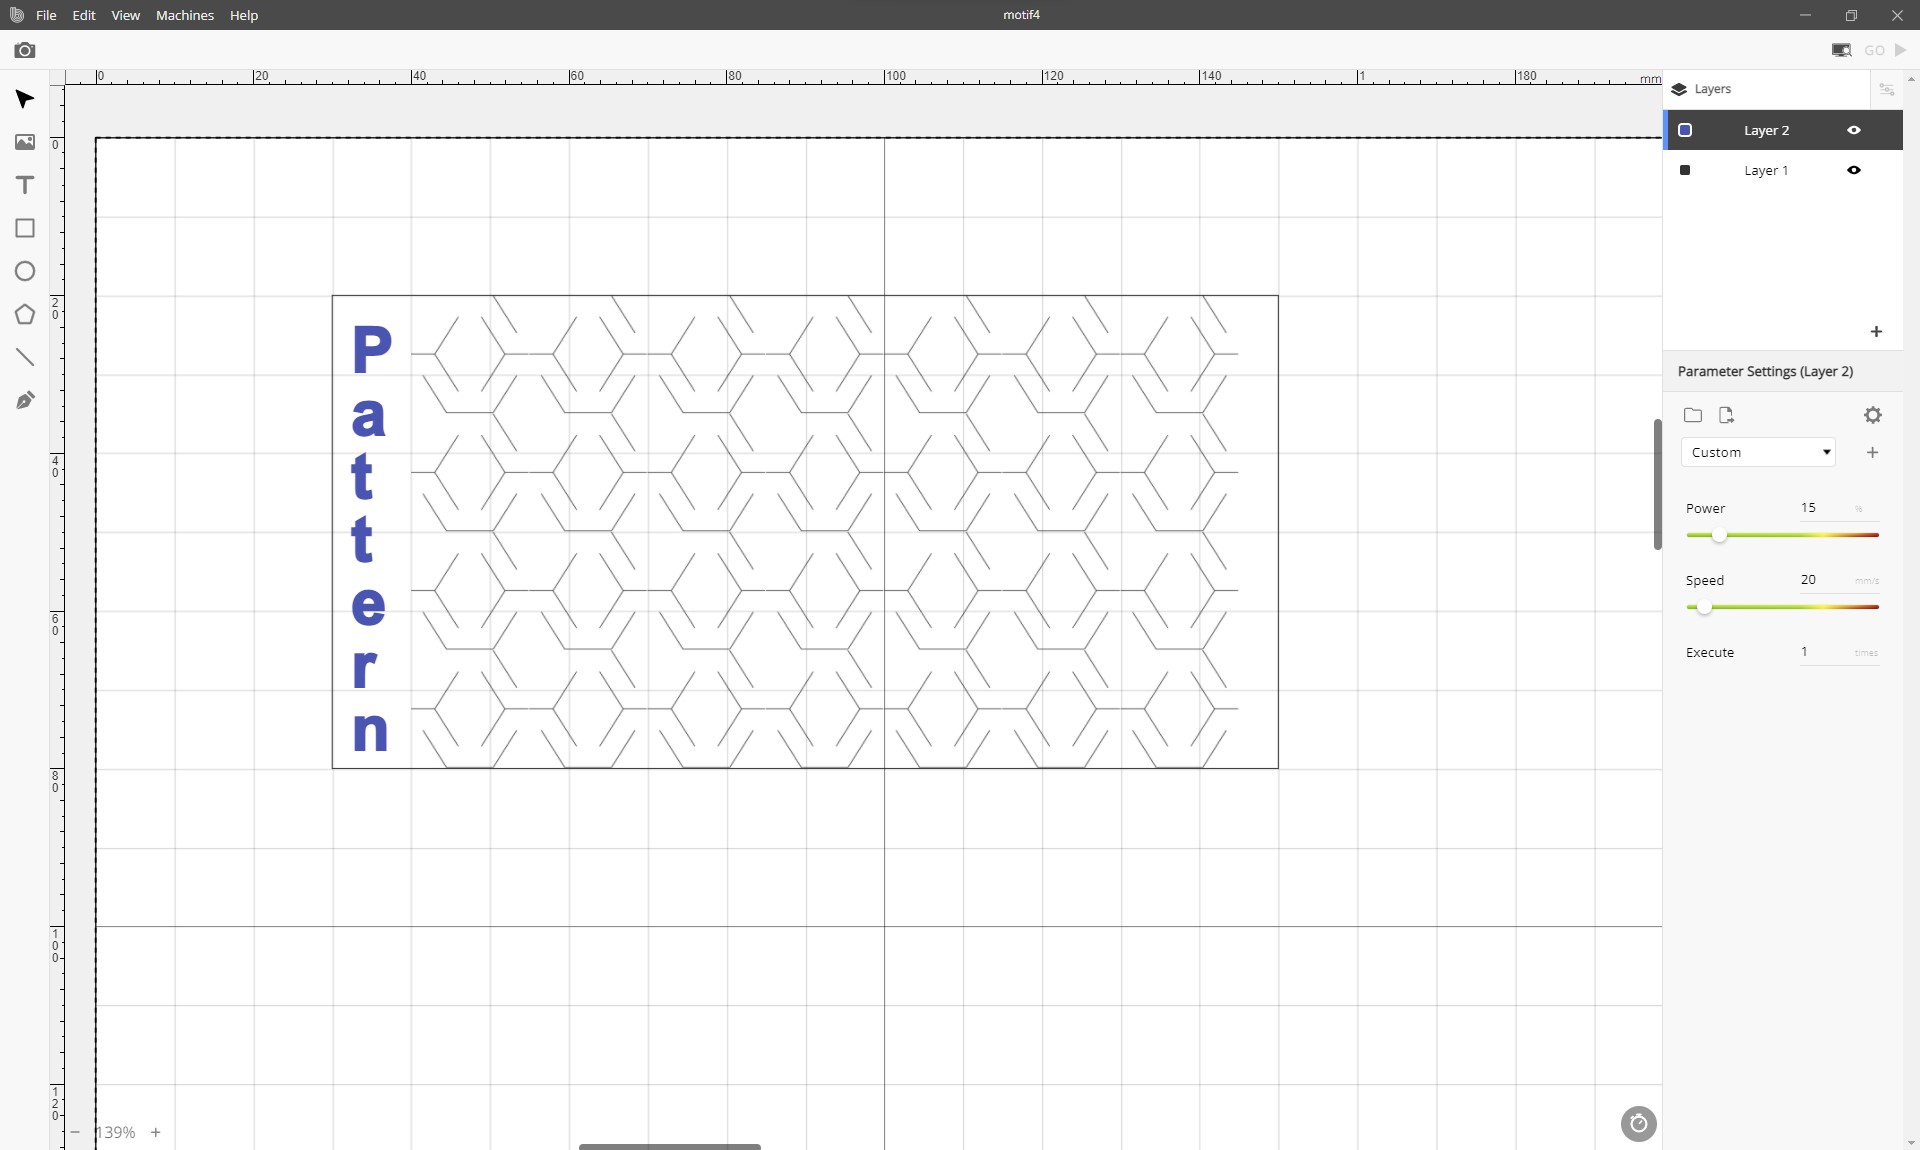 File Edit View Machines Help
motif4
GO
0 20 40 60 80 100 120 140 1 180 mm
0
20
40
60
80
100
120
P
a
t
t
e
r
n
139%
Layers
Layer 2
Layer 1
Parameter Settings (Layer 2)
Custom
Power 15 %
Speed 20 mm/s
Execute 1 times